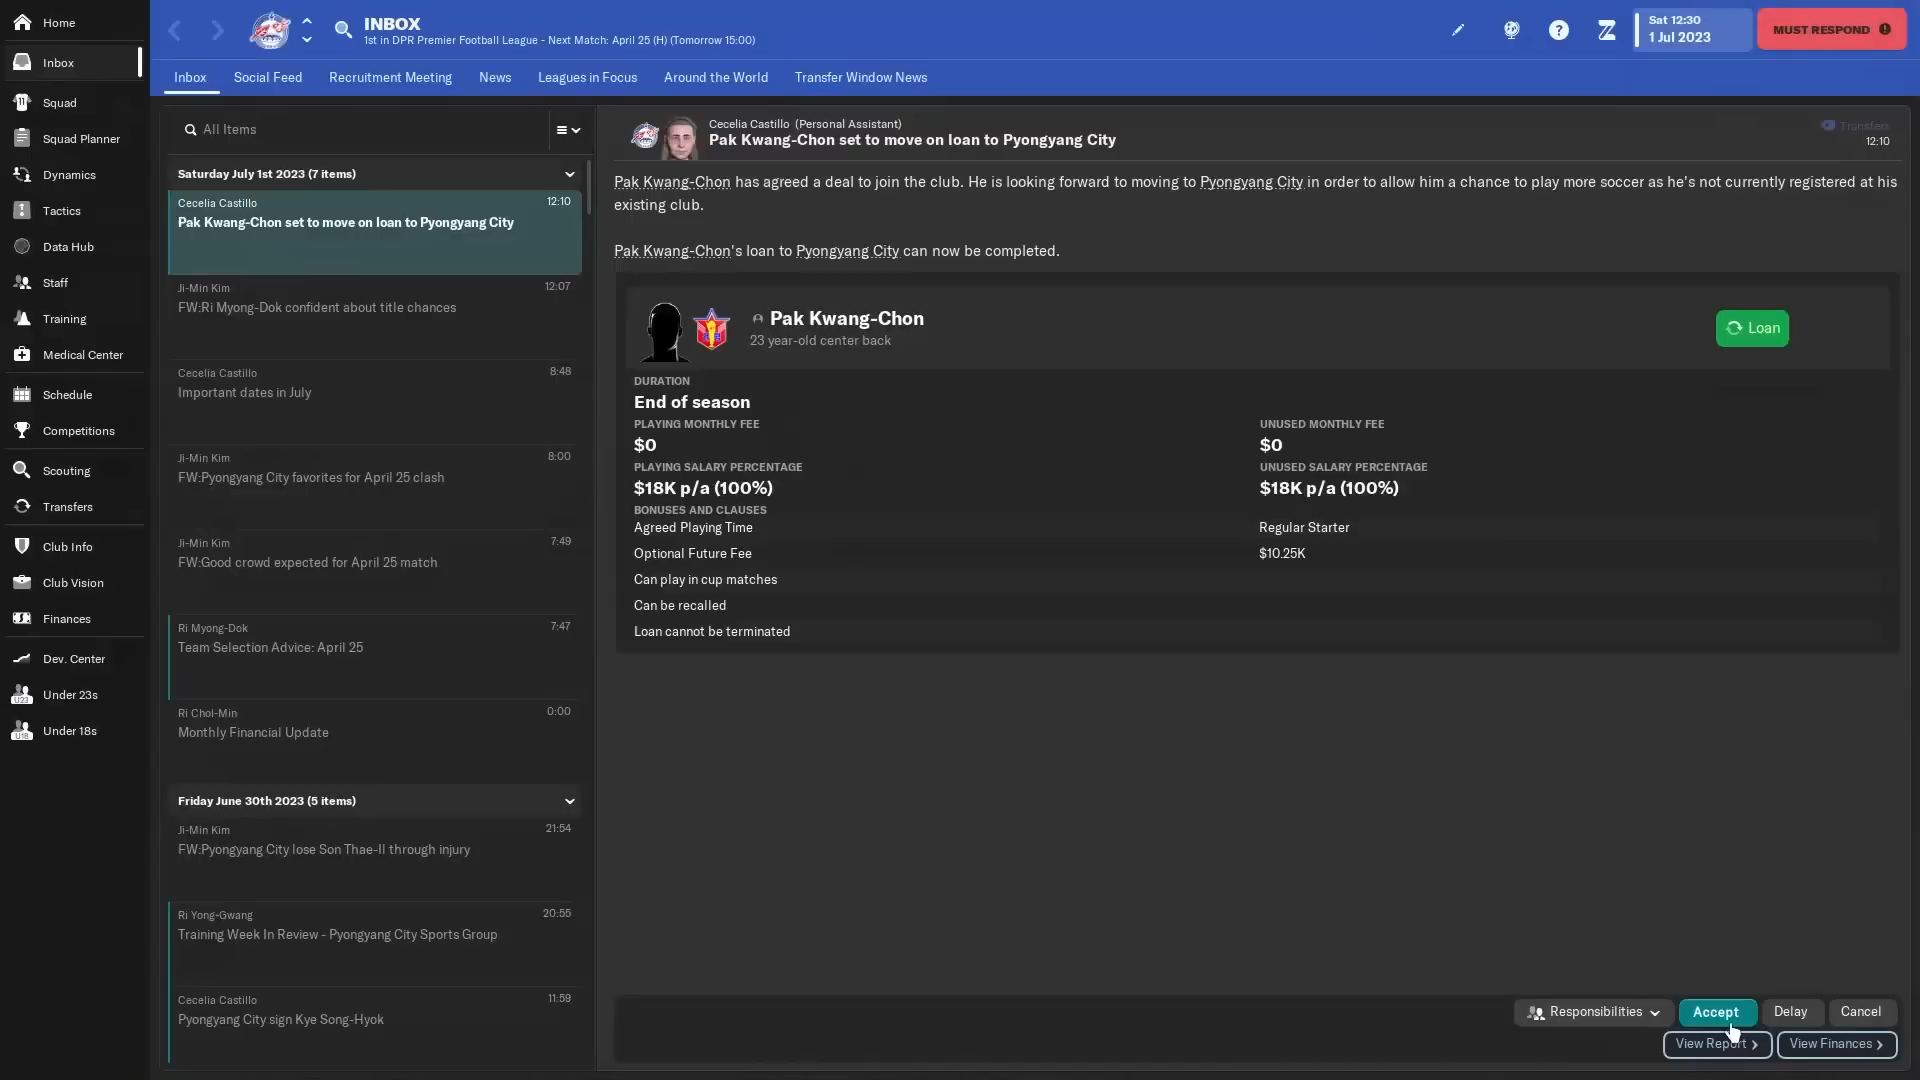 Home
Inbox
Squad
Squad Planner
Dynamics
Tactics
Data Hub
Staff
Training
Medical Center
Schedule
Competitions
Scouting
Transfers
Club Info
Club Vision
Finances
Dev. Center
U23
Under 23s
U18
Under 18s
INBOX
1st in DPR Premier Football League - Next Match: April 25 (H) (Tomorrow 15:00)
Sat 12:30
1 Jul 2023
MUST RESPOND
Inbox
Social Feed
Recruitment Meeting
News
Leagues in Focus
Around the World
Transfer Window News
All Items
Saturday July 1st 2023 (7 items)
Cecelia Castillo 12:10
Pak Kwang-Chon set to move on loan to Pyongyang City
Ji-Min Kim 12:07
FW:Ri Myong-Dok confident about title chances
Cecelia Castillo 8:48
Important dates in July
Ji-Min Kim 8:00
FW:Pyongyang City favorites for April 25 clash
Ji-Min Kim 7:49
FW:Good crowd expected for April 25 match
Ri Myong-Dok 7:47
Team Selection Advice: April 25
Ri Chol-Min 0:00
Monthly Financial Update
Friday June 30th 2023 (5 items)
Ji-Min Kim 21:54
FW:Pyongyang City lose Son Thae-Il through injury
Ri Yong-Gwang 20:55
Training Week In Review - Pyongyang City Sports Group
Cecelia Castillo 11:59
Pyongyang City sign Kye Song-Hyok
Cecelia Castillo (Personal Assistant)
Pak Kwang-Chon set to move on loan to Pyongyang City
Transfers
12:10
Pak Kwang-Chon has agreed a deal to join the club. He is looking forward to moving to Pyongyang City in order to allow him a chance to play more soccer as he's not currently registered at his
existing club.
Pak Kwang-Chon's loan to Pyongyang City can now be completed.
Pak Kwang-Chon
23 year-old center back
Loan
DURATION
End of season
PLAYING MONTHLY FEE UNUSED MONTHLY FEE
$0 $0
PLAYING SALARY PERCENTAGE UNUSED SALARY PERCENTAGE
$18K p/a (100%) $18K p/a (100%)
BONUSES AND CLAUSES
Agreed Playing Time Regular Starter
Optional Future Fee $10.25K
Can play in cup matches
Can be recalled
Loan cannot be terminated
Responsibilities Accept Delay Cancel
View Report View Finances